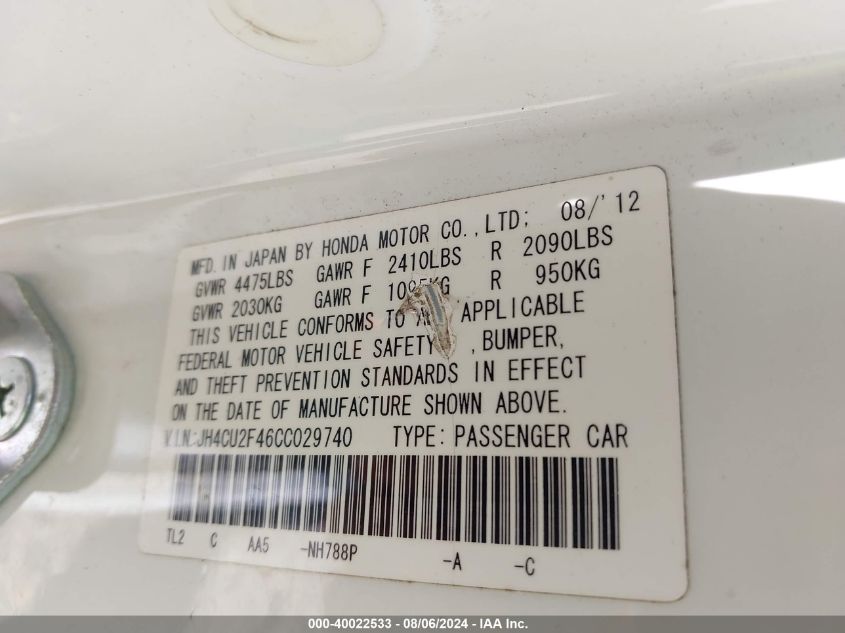 MFD. IN JAPAN BY HONDA MOTOR CO.,LTD; 08/'12
GVWR 4475LBS GAWR F 2410LBS R 2090LBS
GVWR 2030KG GAWR F 1095KG R 950KG
THIS VEHICLE CONFORMS TO APPLICABLE
FEDERAL MOTOR VEHICLE SAFETY , BUMPER,
AND THEFT PREVENTION STANDARDS IN EFFECT
ON THE DATE OF MANUFACTURE SHOWN ABOVE.
V.I.N.:JH4CU2F46CC029740 TYPE: PASSENGER CAR
TL2 C AA5 -NH788P -A -C
000-40022533 - 08/06/2024 - IAA Inc.